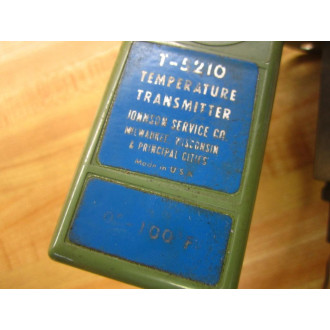 T-5210
TEMPERATURE
TRANSMITTER
JOHNSON SERVICE CO.
MILWAUKEE, WISCONSIN
& PRINCIPAL CITIES
Made in U.S.A.
100°